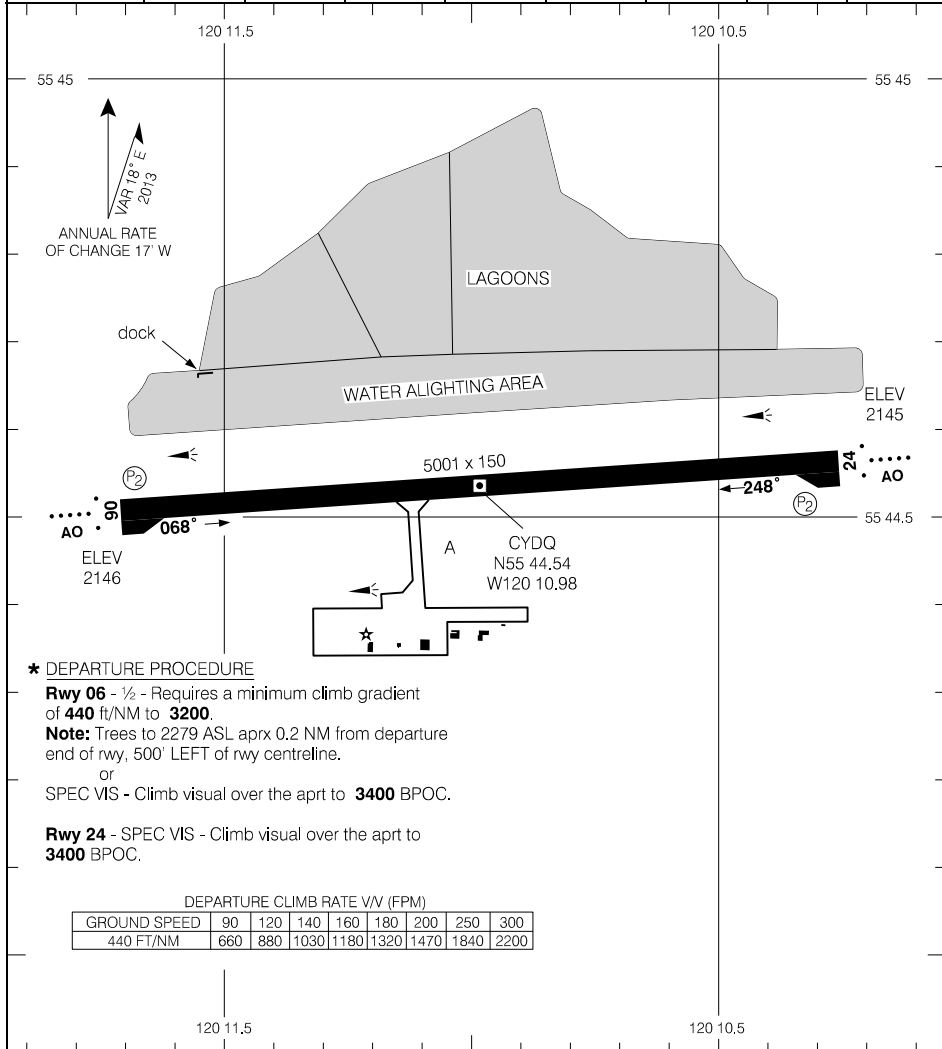 120 11.5 120 10.5
55 45 55 45
VAR 18° E
2013
ANNUAL RATE
OF CHANGE 17' W
LAGOONS
dock
WATER ALIGHTING AREA
ELEV
2145
5001 x 150
P2
24
AO
06
AO
068°
248°
P2
55 44.5
ELEV
2146
A
CYDQ
N55 44.54
W120 10.98
* DEPARTURE PROCEDURE
Rwy 06 - ½ - Requires a minimum climb gradient
of 440 ft/NM to 3200.
Note: Trees to 2279 ASL aprx 0.2 NM from departure
end of rwy, 500' LEFT of rwy centreline.
or
SPEC VIS - Climb visual over the aprt to 3400 BPOC.
Rwy 24 - SPEC VIS - Climb visual over the aprt to
3400 BPOC.
DEPARTURE CLIMB RATE V/V (FPM)
GROUND SPEED 90 120 140 160 180 200 250 300
440 FT/NM 660 880 1030 1180 1320 1470 1840 2200
120 11.5 120 10.5